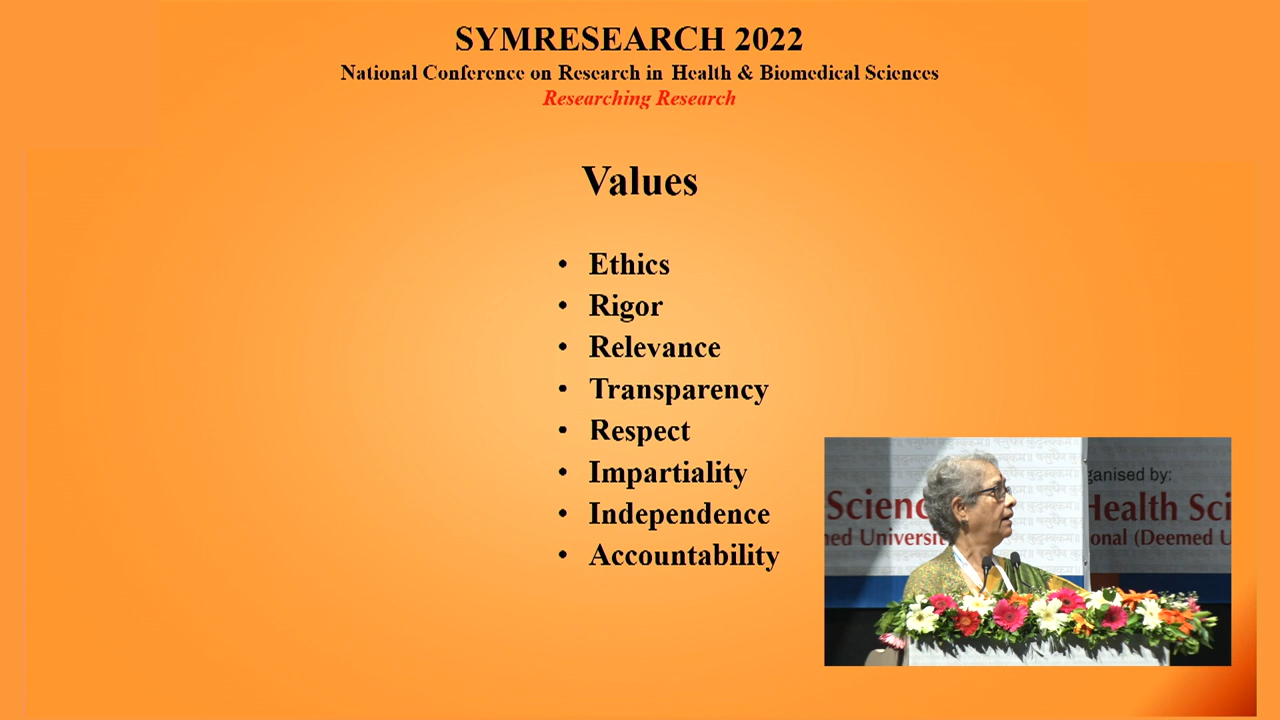 SYMRESEARCH 2022
National Conference on Research in Health & Biomedical Sciences
Researching Research
Values
• Ethics
• Rigor
• Relevance
• Transparency
• Respect
• Impartiality
• Independence
• Accountability
ganised by:
Scienc Health Sci
med Universit onal (Deemed U